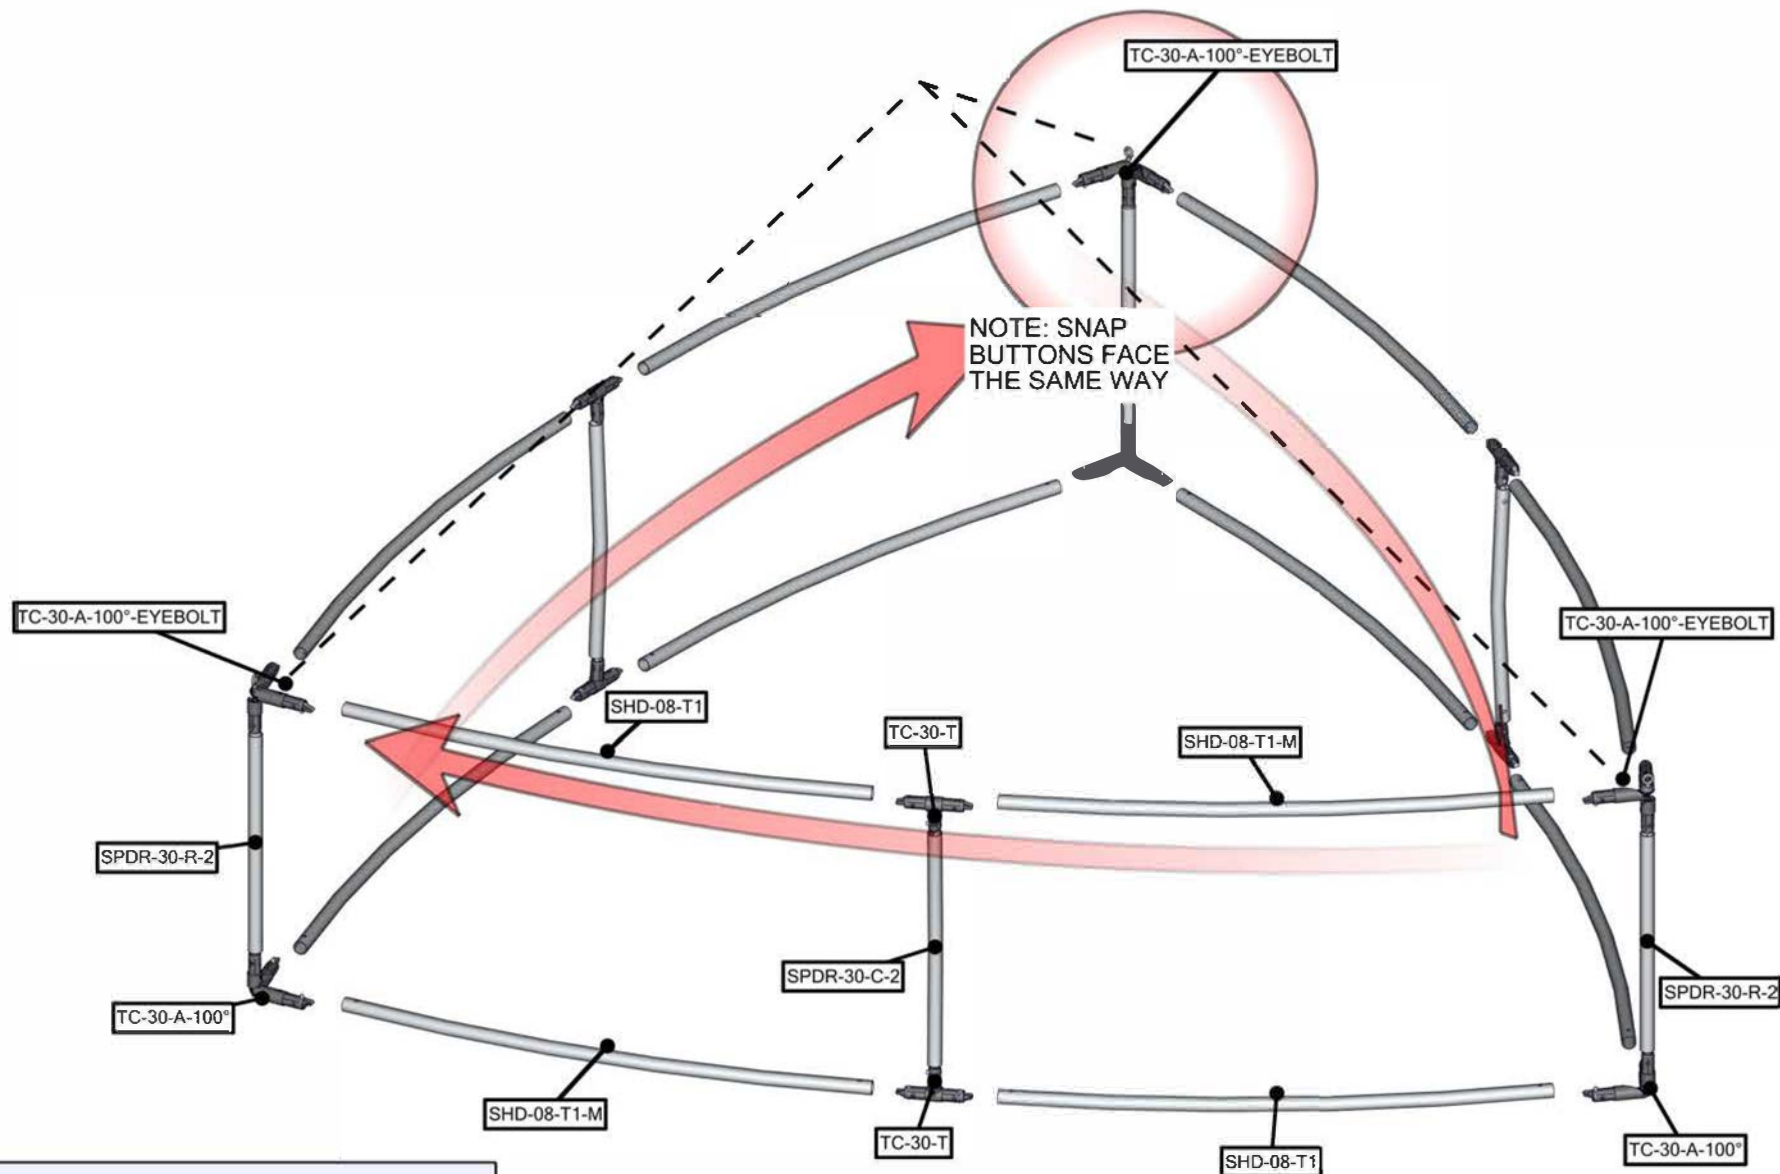 TC-30-A-100°-EYEBOLT
NOTE: SNAP
BUTTONS FACE
THE SAME WAY
TC-30-A-100°-EYEBOLT
TC-30-A-100°-EYEBOLT
SHD-08-T1
TC-30-T
SHD-08-T1-M
SPDR-30-R-2
SPDR-30-C-2
SPDR-30-R-2
TC-30-A-100°
SHD-08-T1-M
TC-30-T
SHD-08-T1
TC-30-A-100°